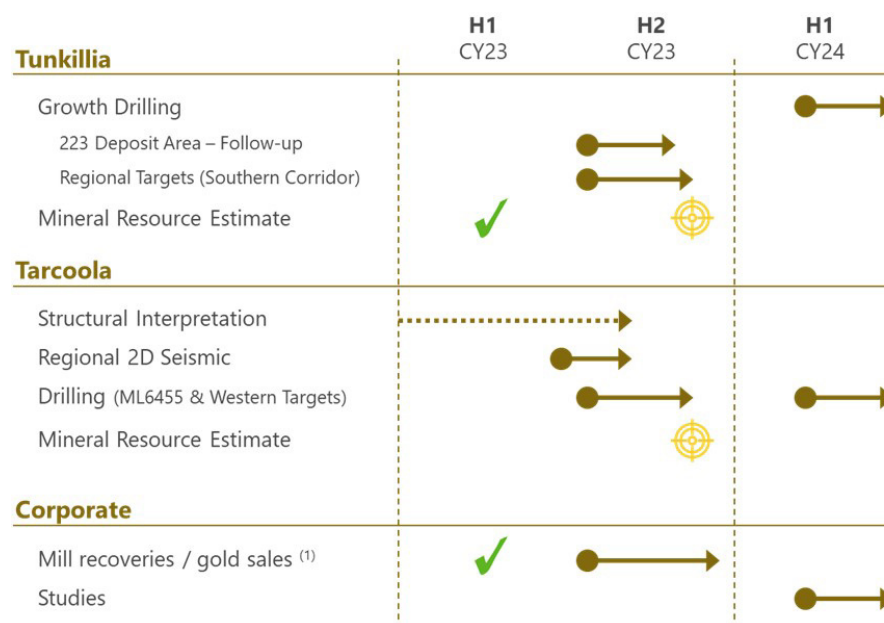 H1 H2 H1
CY23 CY23 CY24
Tunkillia
Growth Drilling
223 Deposit Area – Follow-up
Regional Targets (Southern Corridor)
Mineral Resource Estimate
Tarcoola
Structural Interpretation
Regional 2D Seismic
Drilling (ML6455 & Western Targets)
Mineral Resource Estimate
Corporate
Mill recoveries / gold sales (1)
Studies